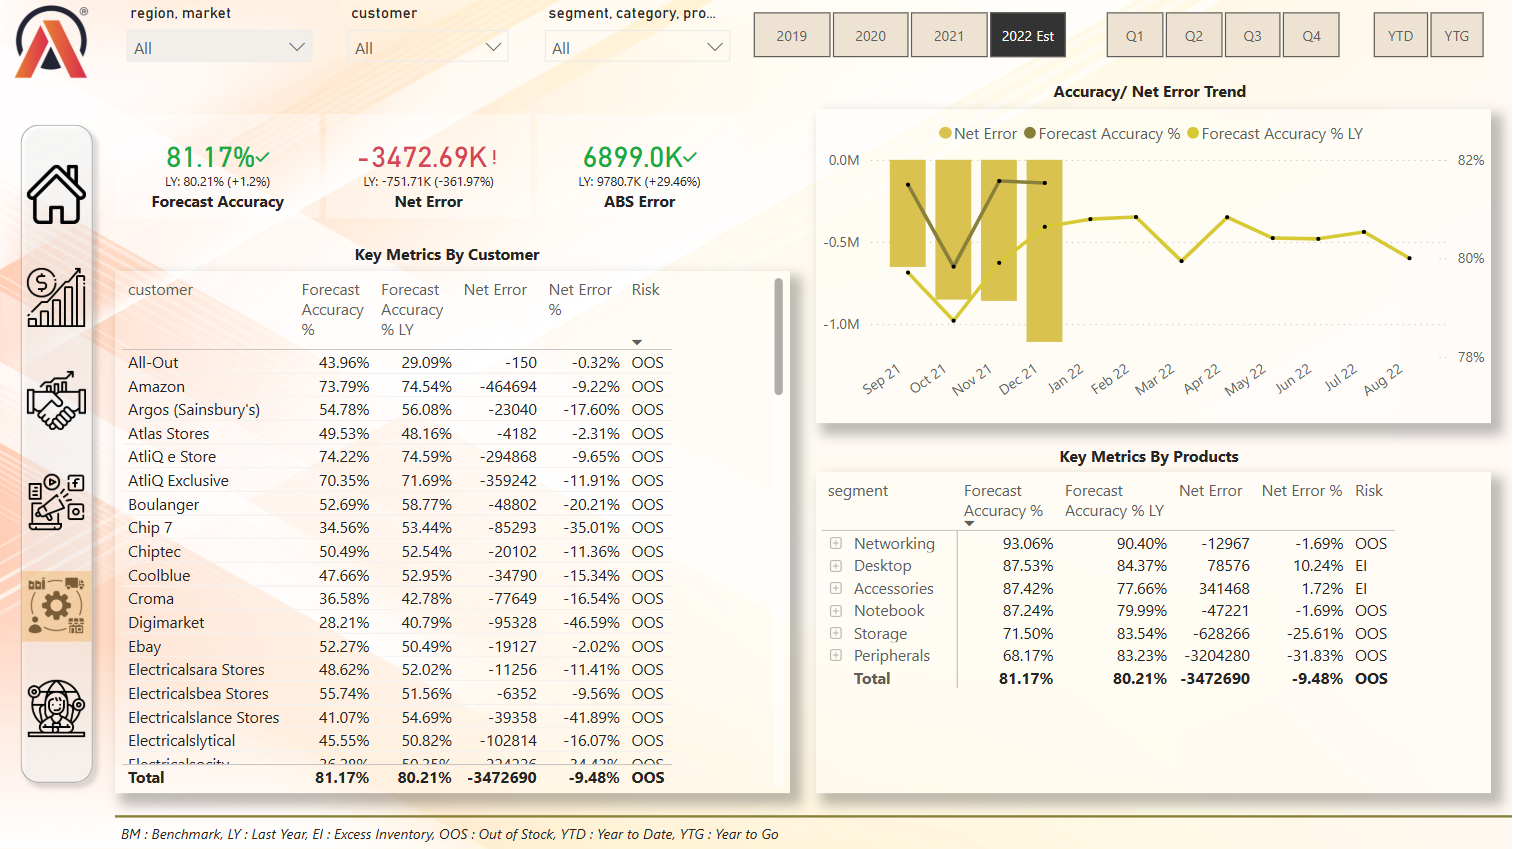 region, market
customer
segment, category, pro...
All
All
All
2019
2020
2021
2022 Est
Q1
Q2
Q3
Q4
YTD
YTG
®
81.17%
LY: 80.21% (+1.2%)
Forecast Accuracy
-3472.69K !
LY: -751.71K (-361.97%)
Net Error
6899.0K
LY: 9780.7K (+29.46%)
ABS Error
Accuracy/ Net Error Trend
Net Error Forecast Accuracy % Forecast Accuracy % LY
0.0M
-0.5M
-1.0M
82%
80%
78%
Sep 21
Oct 21
Nov 21
Dec 21
Jan 22
Feb 22
Mar 22
Apr 22
May 22
Jun 22
Jul 22
Aug 22
Key Metrics By Customer
customer Forecast Accuracy % Forecast Accuracy % LY Net Error Net Error % Risk
All-Out 43.96% 29.09% -150 -0.32% OOS
Amazon 73.79% 74.54% -464694 -9.22% OOS
Argos (Sainsbury's) 54.78% 56.08% -23040 -17.60% OOS
Atlas Stores 49.53% 48.16% -4182 -2.31% OOS
AtliQ e Store 74.22% 74.59% -294868 -9.65% OOS
AtliQ Exclusive 70.35% 71.69% -359242 -11.91% OOS
Boulanger 52.69% 58.77% -48802 -20.21% OOS
Chip 7 34.56% 53.44% -85293 -35.01% OOS
Chiptec 50.49% 52.54% -20102 -11.36% OOS
Coolblue 47.66% 52.95% -34790 -15.34% OOS
Croma 36.58% 42.78% -77649 -16.54% OOS
Digimarket 28.21% 40.79% -95328 -46.59% OOS
Ebay 52.27% 50.49% -19127 -2.02% OOS
Electricalsara Stores 48.62% 52.02% -11256 -11.41% OOS
Electricalsbea Stores 55.74% 51.56% -6352 -9.56% OOS
Electricalslance Stores 41.07% 54.69% -39358 -41.89% OOS
Electricalslytical 45.55% 50.82% -102814 -16.07% OOS
Total 81.17% 80.21% -3472690 -9.48% OOS
Key Metrics By Products
segment Forecast Accuracy % Forecast Accuracy % LY Net Error Net Error % Risk
Networking 93.06% 90.40% -12967 -1.69% OOS
Desktop 87.53% 84.37% 78576 10.24% EI
Accessories 87.42% 77.66% 341468 1.72% EI
Notebook 87.24% 79.99% -47221 -1.69% OOS
Storage 71.50% 83.54% -628266 -25.61% OOS
Peripherals 68.17% 83.23% -3204280 -31.83% OOS
Total 81.17% 80.21% -3472690 -9.48% OOS
BM : Benchmark, LY : Last Year, EI : Excess Inventory, OOS : Out of Stock, YTD : Year to Date, YTG : Year to Go